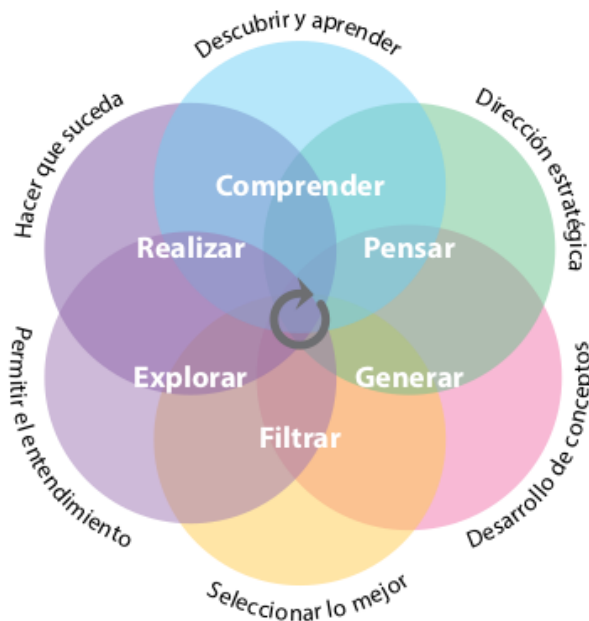 Descubrir y aprender
Dirección estratégica
Desarrollo de conceptos
Seleccionar lo mejor
Permitir el entendimiento
Hacer que suceda
Comprender
Pensar
Generar
Filtrar
Explorar
Realizar